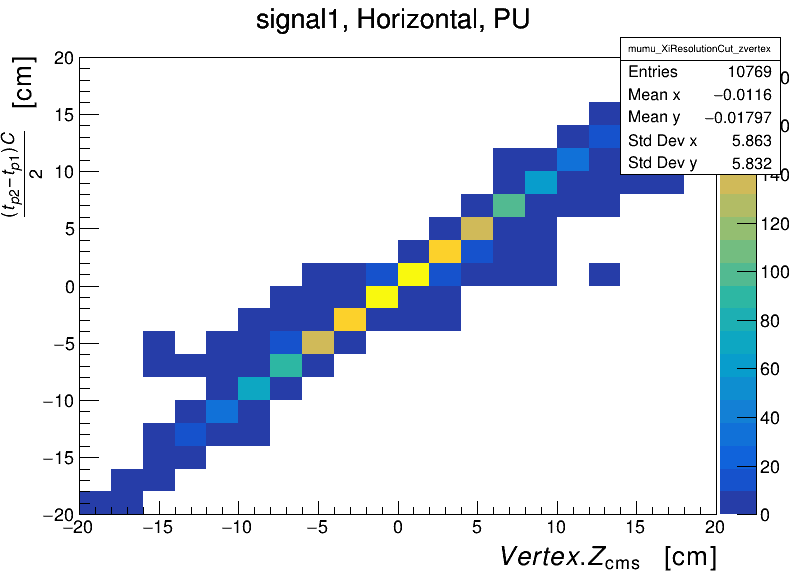 signal1, Horizontal, PU
mumu_XiResolutionCut_zvertex
Entries 10769
Mean x −0.0116
Mean y −0.01797
Std Dev x 5.863
Std Dev y 5.832
(t_p2−t_p1)C
2
[cm]
20
15
10
5
0
−5
−10
−15
−20
−20 −15 −10 −5 0 5 10 15 20
0
0
140
120
100
80
60
40
20
0
Vertex.Z_cms [cm]